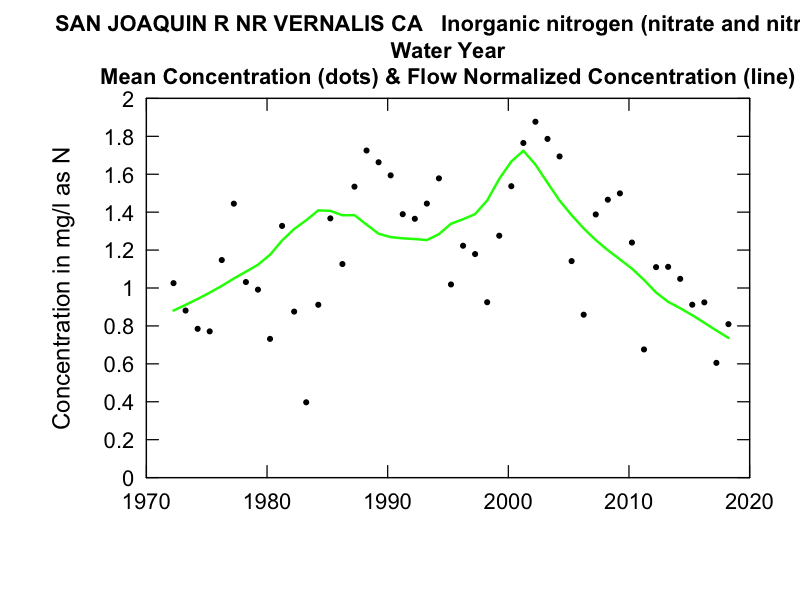 SAN JOAQUIN R NR VERNALIS CA Inorganic nitrogen (nitrate and nitr
Water Year
Mean Concentration (dots) & Flow Normalized Concentration (line)
Concentration in mg/l as N
2
1.8
1.6
1.4
1.2
1
0.8
0.6
0.4
0.2
0
1970 1980 1990 2000 2010 2020